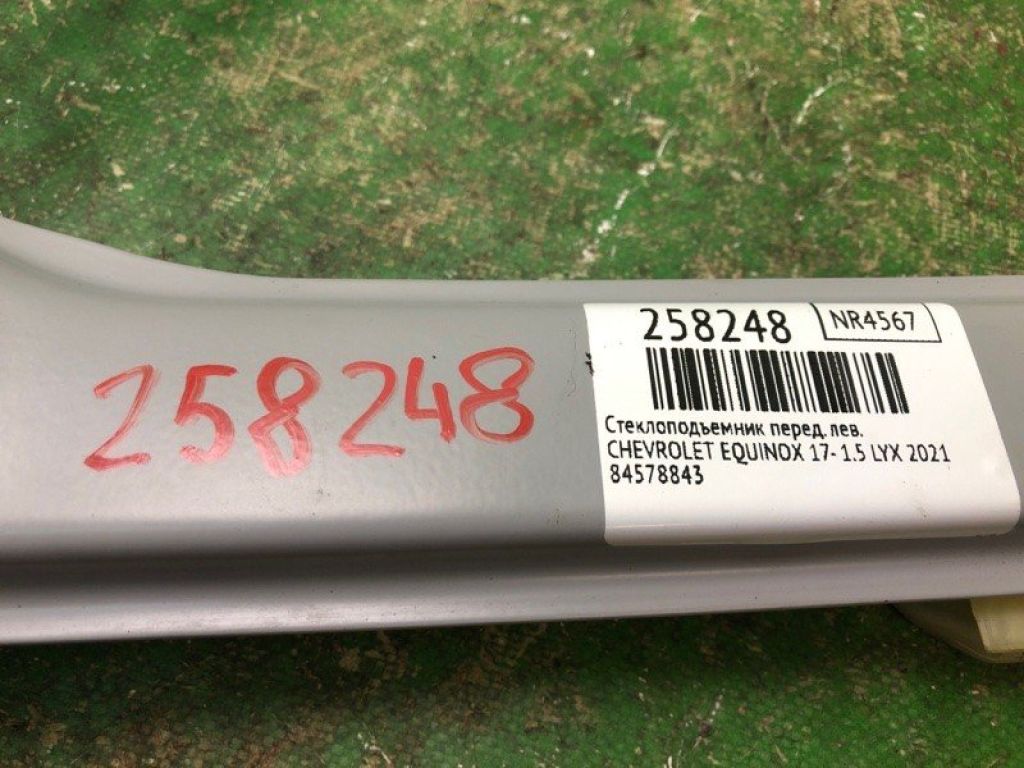 258248
258248
NR4567
Стеклоподъемник перед. лев.
CHEVROLET EQUINOX 17- 1.5 LYX 2021
84578843